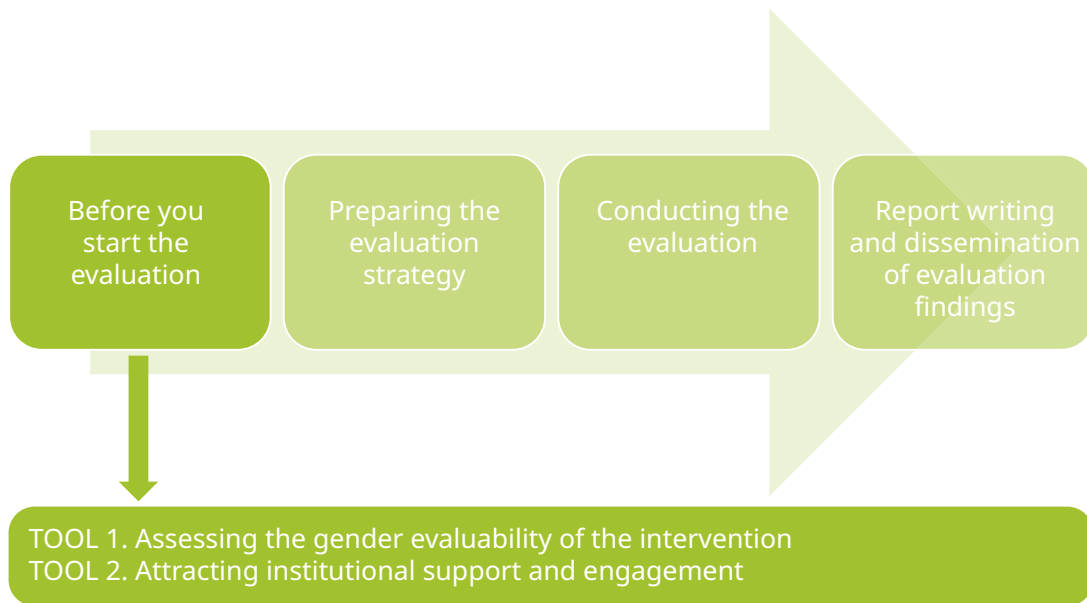 Before you
start the
evaluation
Preparing the
evaluation
strategy
Conducting the
evaluation
Report writing
and dissemination
of evaluation
findings
TOOL 1. Assessing the gender evaluability of the intervention
TOOL 2. Attracting institutional support and engagement